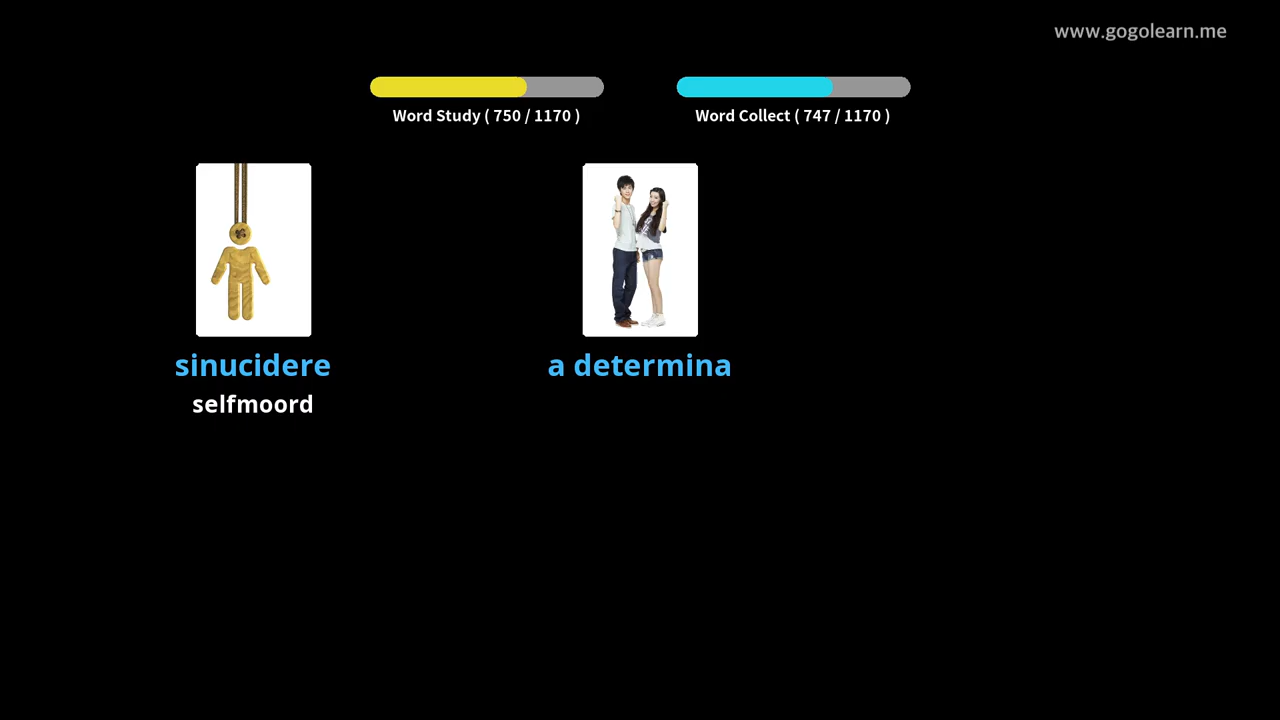 www.gogolearn.me
Word Study ( 750 / 1170 )
Word Collect ( 747 / 1170 )
sinucidere
selfmoord
a determina